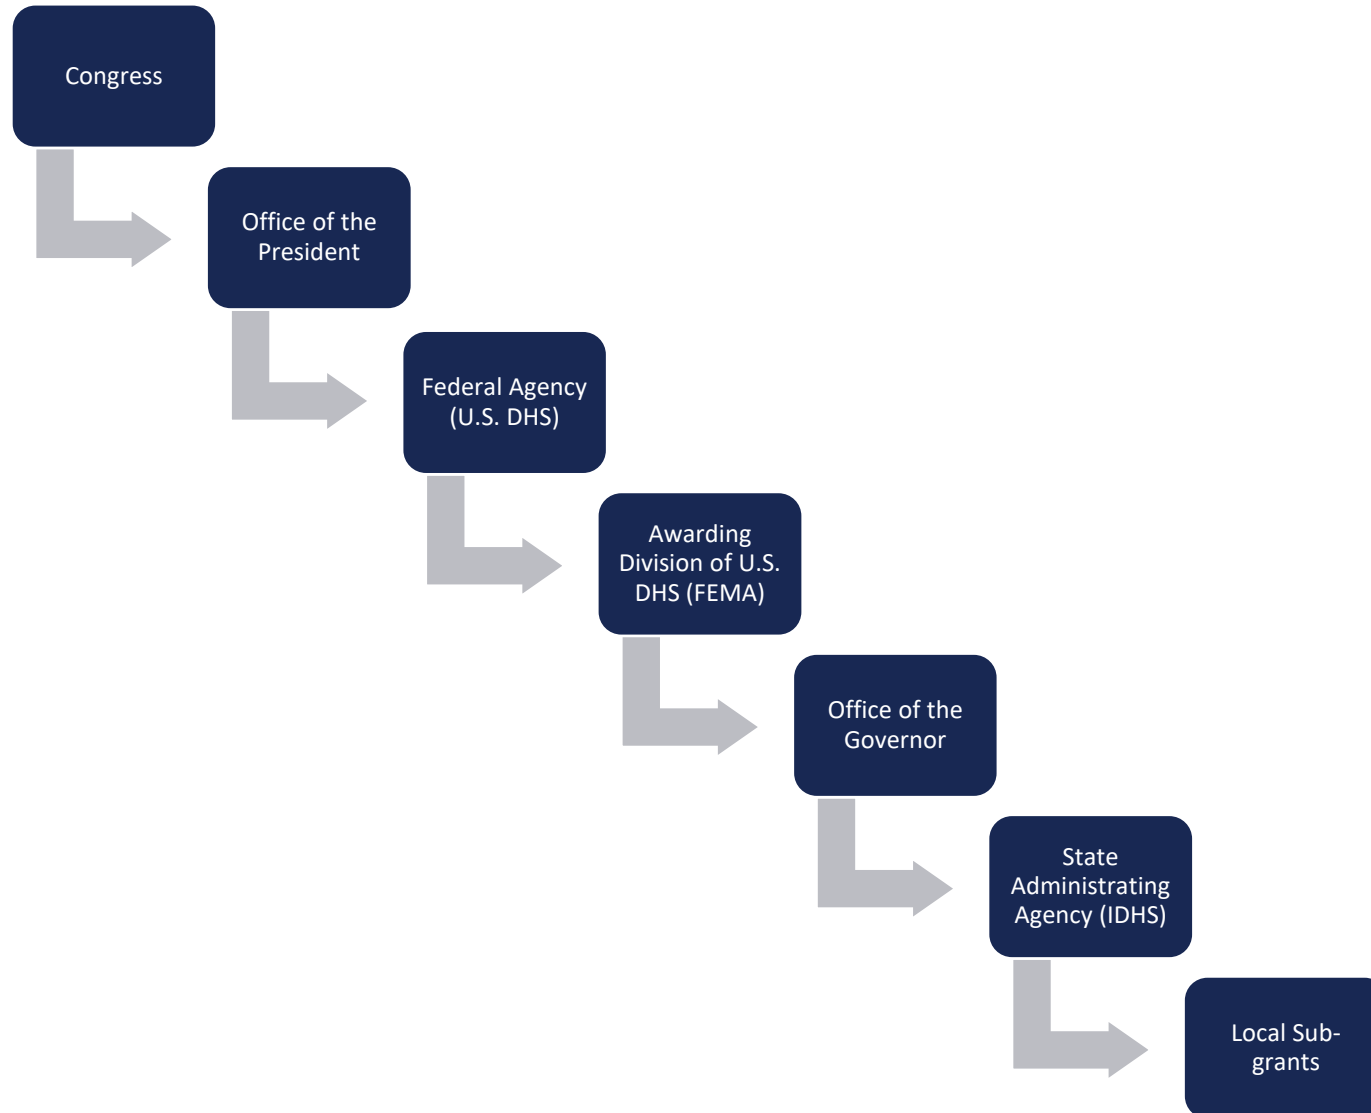 Congress
Office of the
President
Federal Agency
(U.S. DHS)
Awarding
Division of U.S.
DHS (FEMA)
Office of the
Governor
State
Administrating
Agency (IDHS)
Local Sub-
grants